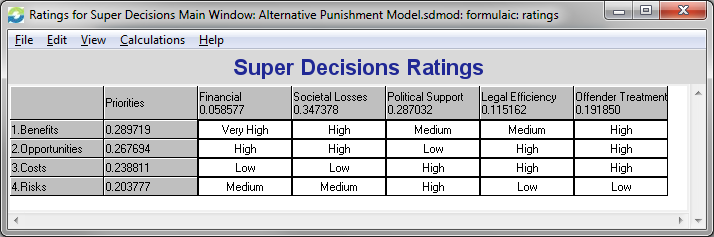 Ratings for Super Decisions Main Window: Alternative Punishment Model.sdmod: formulaic: ratings
File Edit View Calculations Help
Super Decisions Ratings
Priorities Financial 0.058577 Societal Losses 0.347378 Political Support 0.287032 Legal Efficiency 0.115162 Offender Treatment 0.191850
1.Benefits 0.289719 Very High High Medium Medium High
2.Opportunities 0.267694 High High Low High High
3.Costs 0.238811 Low Low High High High
4.Risks 0.203777 Medium Medium High Low Low